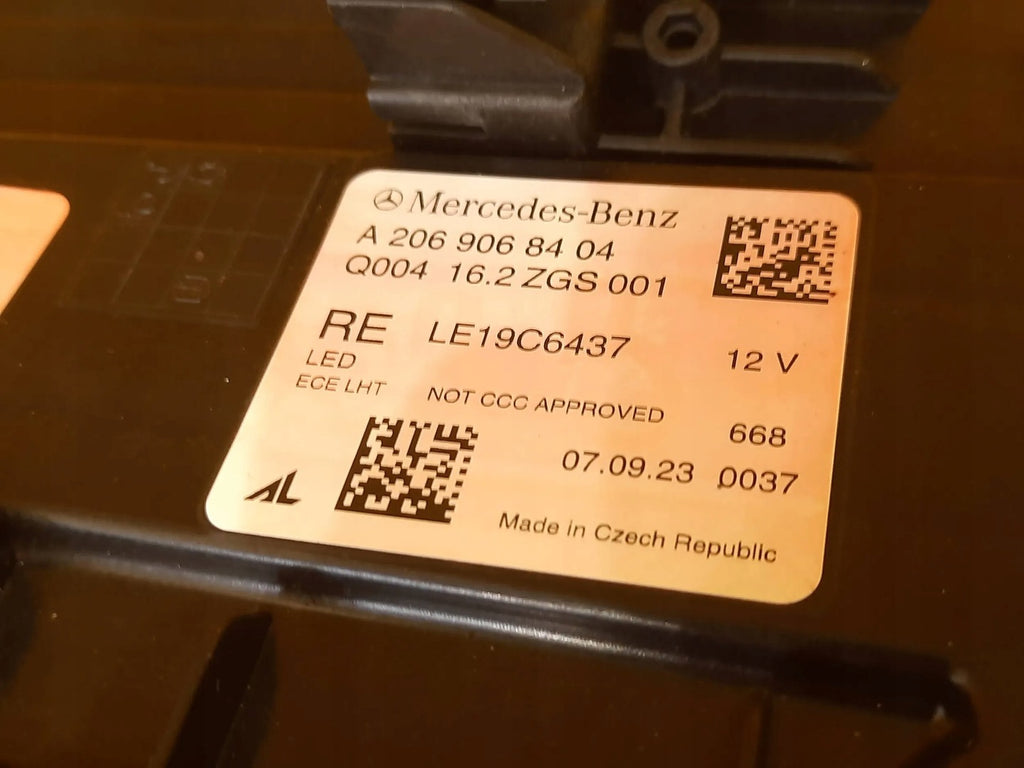 Mercedes-Benz
A 206 906 84 04
Q004 16.2 ZGS 001
RE LE19C6437 12 V
LED
ECE LHT NOT CCC APPROVED
668
07.09.23 0037
AL
Made in Czech Republic